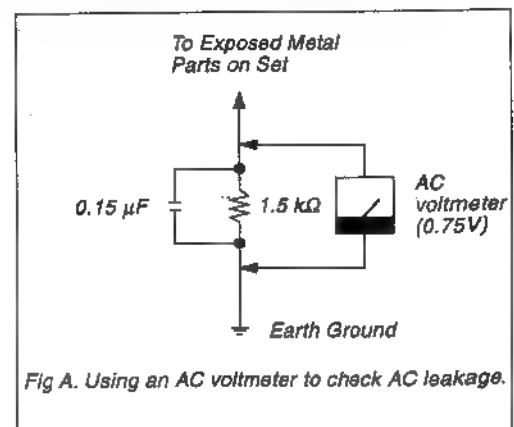 To Exposed Metal
Parts on Set
0.15 µF
1.5 kΩ
AC
voltmeter
(0.75V)
Earth Ground
Fig A. Using an AC voltmeter to check AC leakage.